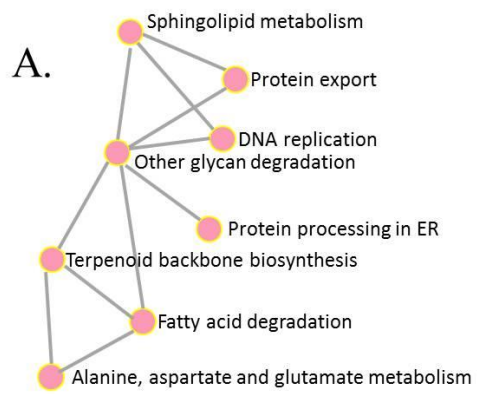 Sphingolipid metabolism
A.
Protein export
DNA replication
Other glycan degradation
Protein processing in ER
Terpenoid backbone biosynthesis
Fatty acid degradation
Alanine, aspartate and glutamate metabolism